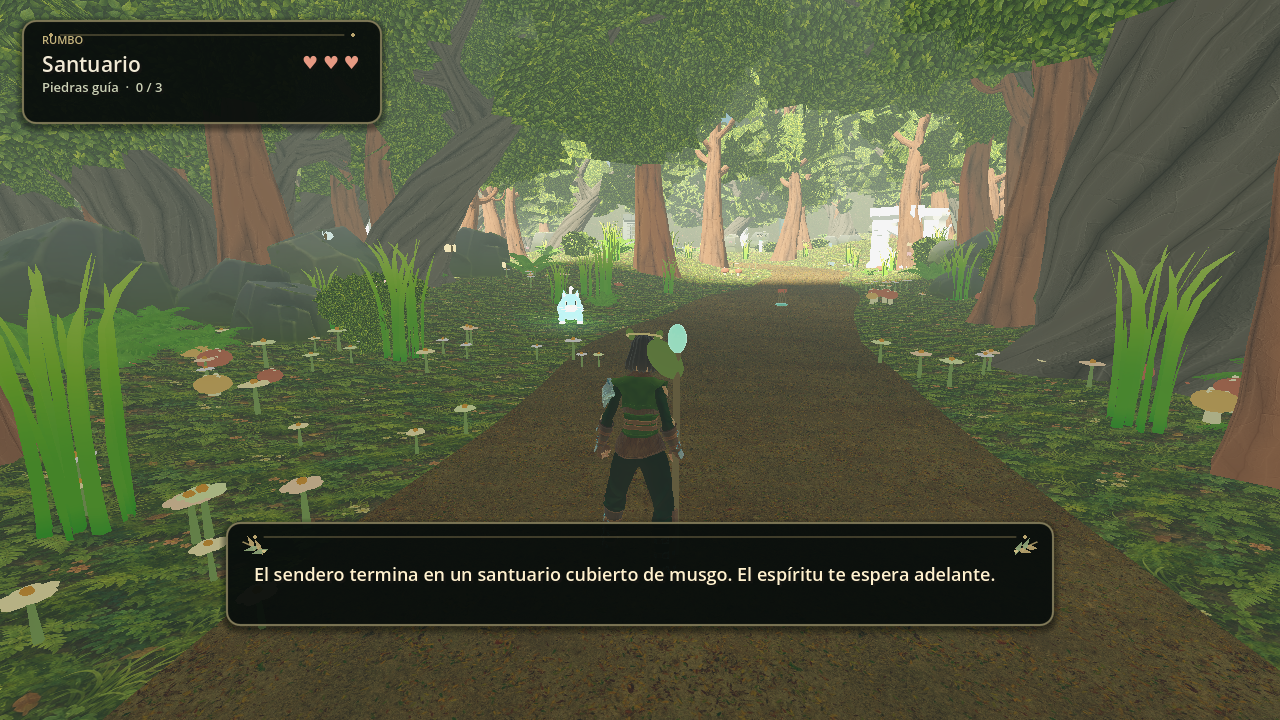 RUMBO
Santuario
♥ ♥ ♥
Piedras guía · 0 / 3
El sendero termina en un santuario cubierto de musgo. El espíritu te espera adelante.